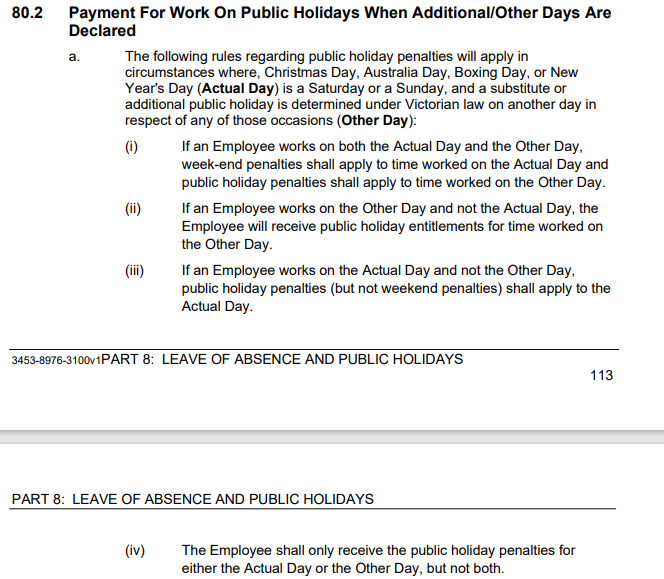 80.2 Payment For Work On Public Holidays When Additional/Other Days Are
Declared
a. The following rules regarding public holiday penalties will apply in
circumstances where, Christmas Day, Australia Day, Boxing Day, or New
Year's Day (Actual Day) is a Saturday or a Sunday, and a substitute or
additional public holiday is determined under Victorian law on another day in
respect of any of those occasions (Other Day):
(i) If an Employee works on both the Actual Day and the Other Day,
week-end penalties shall apply to time worked on the Actual Day and
public holiday penalties shall apply to time worked on the Other Day.
(ii) If an Employee works on the Other Day and not the Actual Day, the
Employee will receive public holiday entitlements for time worked on
the Other Day.
(iii) If an Employee works on the Actual Day and not the Other Day,
public holiday penalties (but not weekend penalties) shall apply to the
Actual Day.
3453-8976-3100v1PART 8: LEAVE OF ABSENCE AND PUBLIC HOLIDAYS
113
PART 8: LEAVE OF ABSENCE AND PUBLIC HOLIDAYS
(iv) The Employee shall only receive the public holiday penalties for
either the Actual Day or the Other Day, but not both.